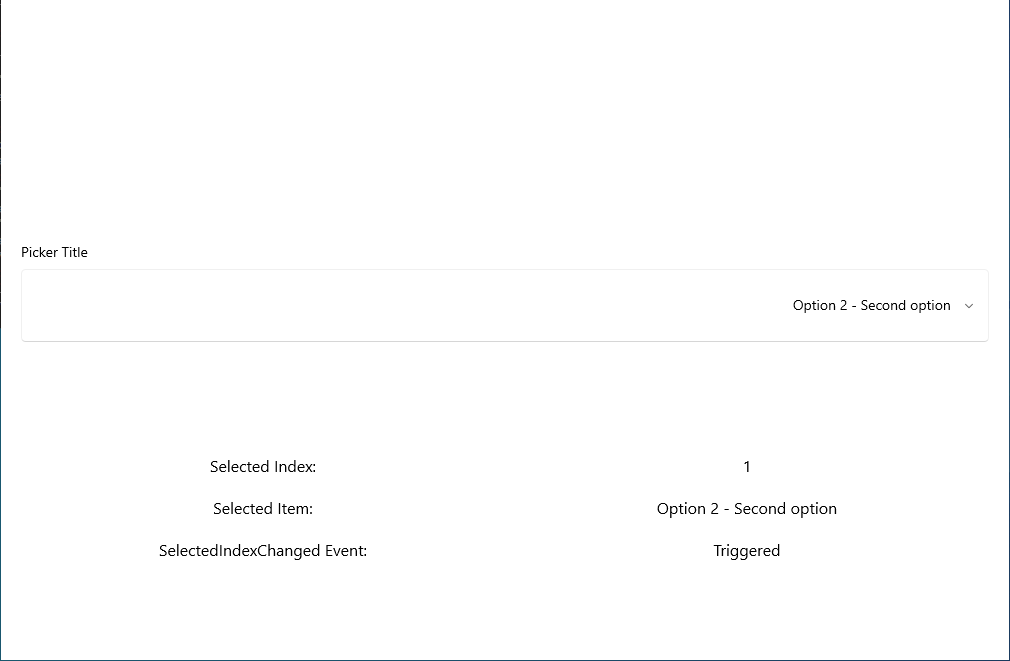 Picker Title
Option 2 - Second option
Selected Index: 1
Selected Item: Option 2 - Second option
SelectedIndexChanged Event: Triggered